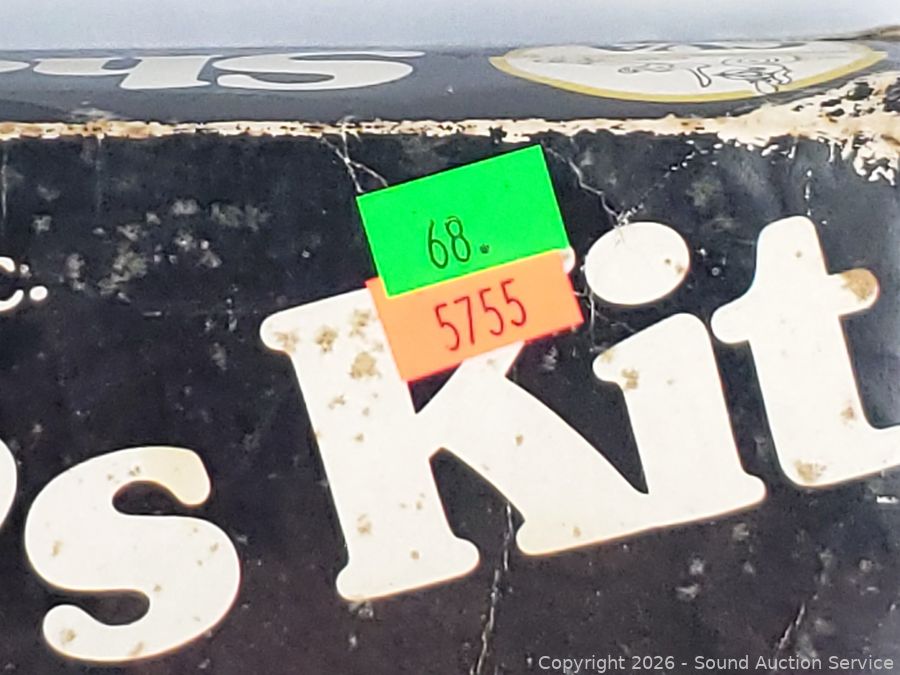 c.
68.
5755
's Kit
Copyright 2026 - Sound Auction Service